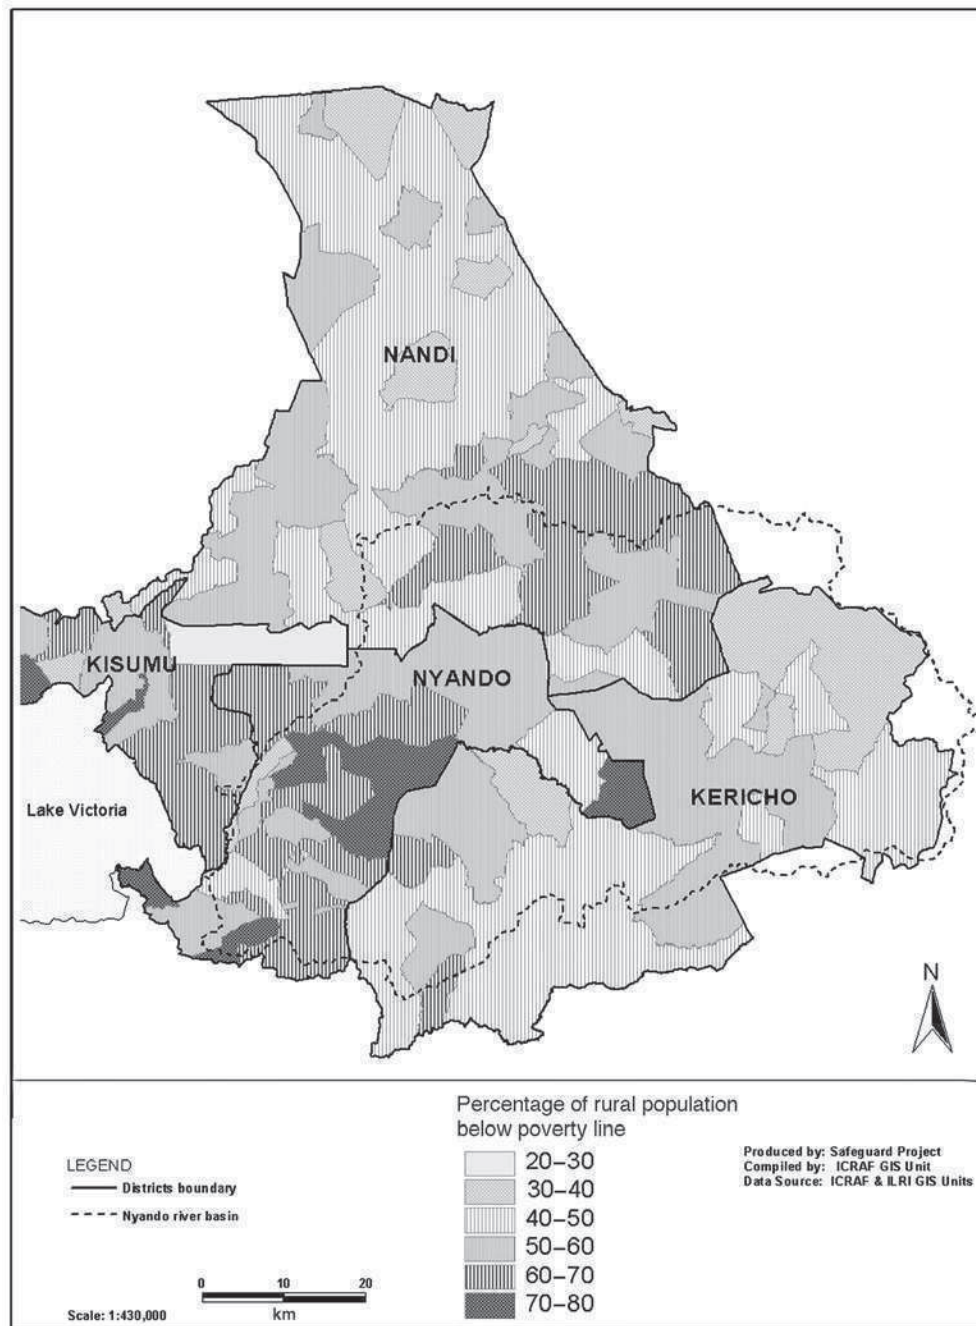 NANDI
KISUMU
NYANDO
Lake Victoria
KERICHO
N
Percentage of rural population
below poverty line
20–30
30–40
40–50
50–60
60–70
70–80
LEGEND
Districts boundary
Nyando river basin
0 10 20
km
Scale: 1:430,000
Produced by: Safeguard Project
Compiled by: ICRAF GIS Unit
Data Source: ICRAF & ILRI GIS Units